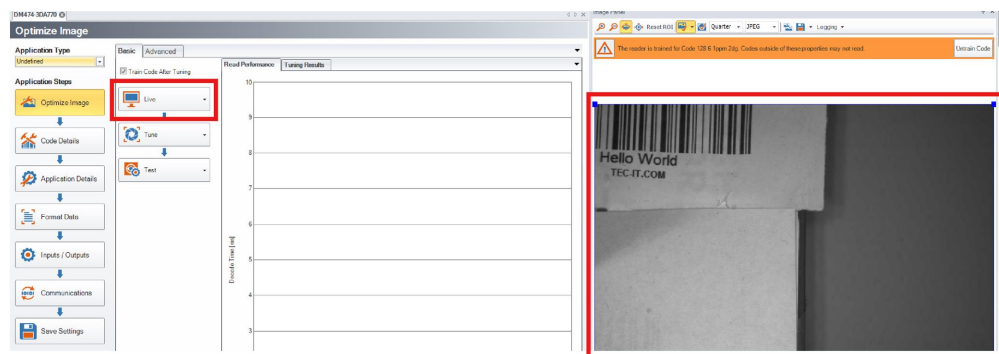 DM474-3DA770
Optimize Image
Application Type
Undefined
Application Steps
Optimize Image
Code Details
Application Details
Format Data
Inputs / Outputs
Communications
Save Settings
Basic
Advanced
Train Code After Tuning
Live
Tune
Test
Read Performance
Tuning Results
10
9
8
7
6
5
4
3
Decode Time [ms]
Image Panel
Reset ROI
Quarter
JPEG
Logging
The reader is trained for Code 128 6.1ppm 2dg. Codes outside of these properties may not read.
Untrain Code
Hello World
TEC-IT.COM